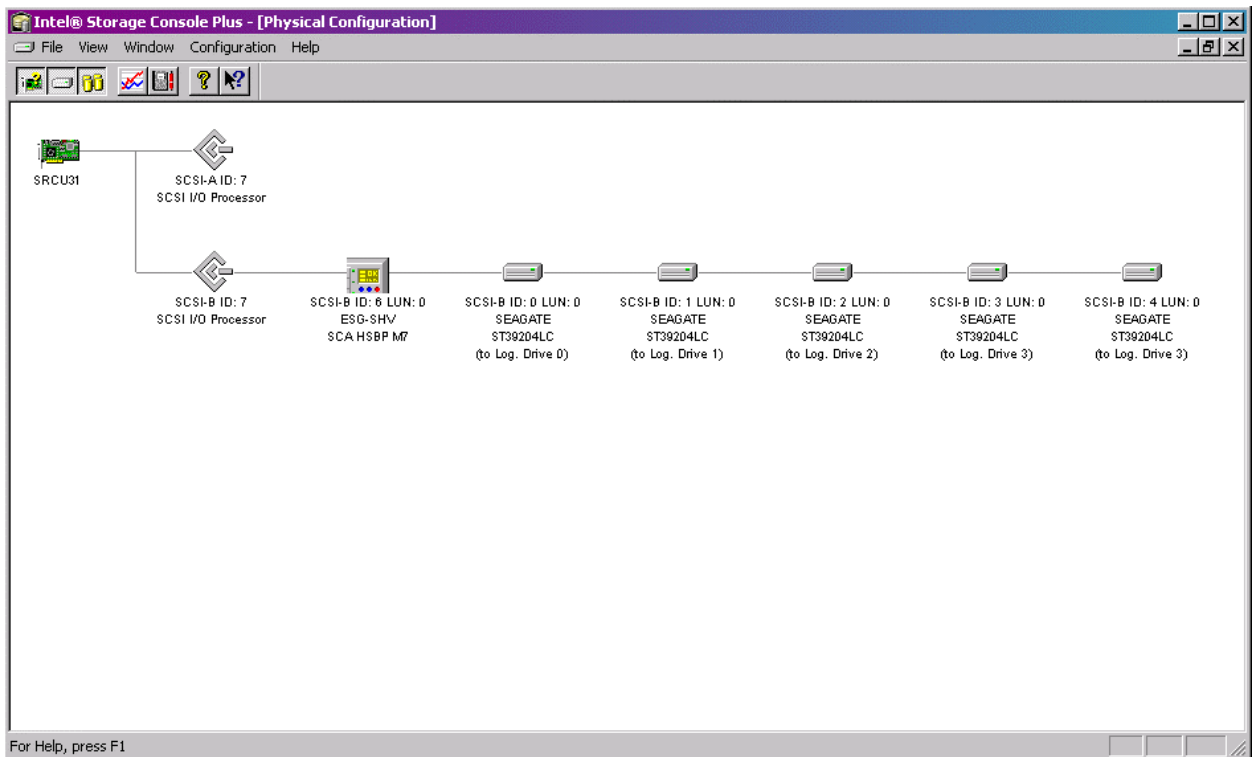 Intel® Storage Console Plus - [Physical Configuration]
File View Window Configuration Help
SRCU31
SCSI-A ID: 7
SCSI I/O Processor
SCSI-B ID: 7
SCSI I/O Processor
SCSI-B ID: 6 LUN: 0
ESG-SHV
SCA HSBP M7
SCSI-B ID: 0 LUN: 0
SEAGATE
ST39204LC
(to Log. Drive 0)
SCSI-B ID: 1 LUN: 0
SEAGATE
ST39204LC
(to Log. Drive 1)
SCSI-B ID: 2 LUN: 0
SEAGATE
ST39204LC
(to Log. Drive 2)
SCSI-B ID: 3 LUN: 0
SEAGATE
ST39204LC
(to Log. Drive 3)
SCSI-B ID: 4 LUN: 0
SEAGATE
ST39204LC
(to Log. Drive 3)
For Help, press F1